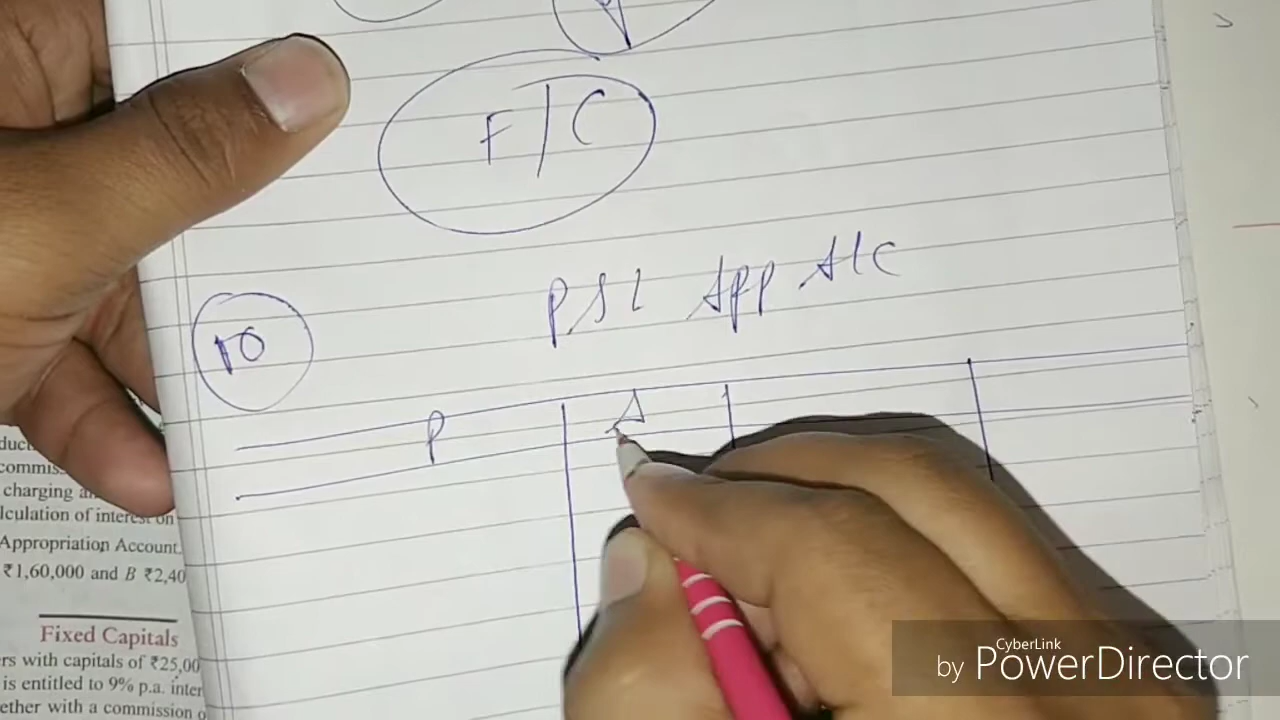 F/C
10
P & L App A/c
P
A
duc
commis
charging a
lculation of interest on
Appropriation Account.
₹1,60,000 and B ₹2,40
Fixed Capitals
rs with capitals of ₹25,00
is entitled to 9% p.a. inter
ether with a commission o
CyberLink
by PowerDirector